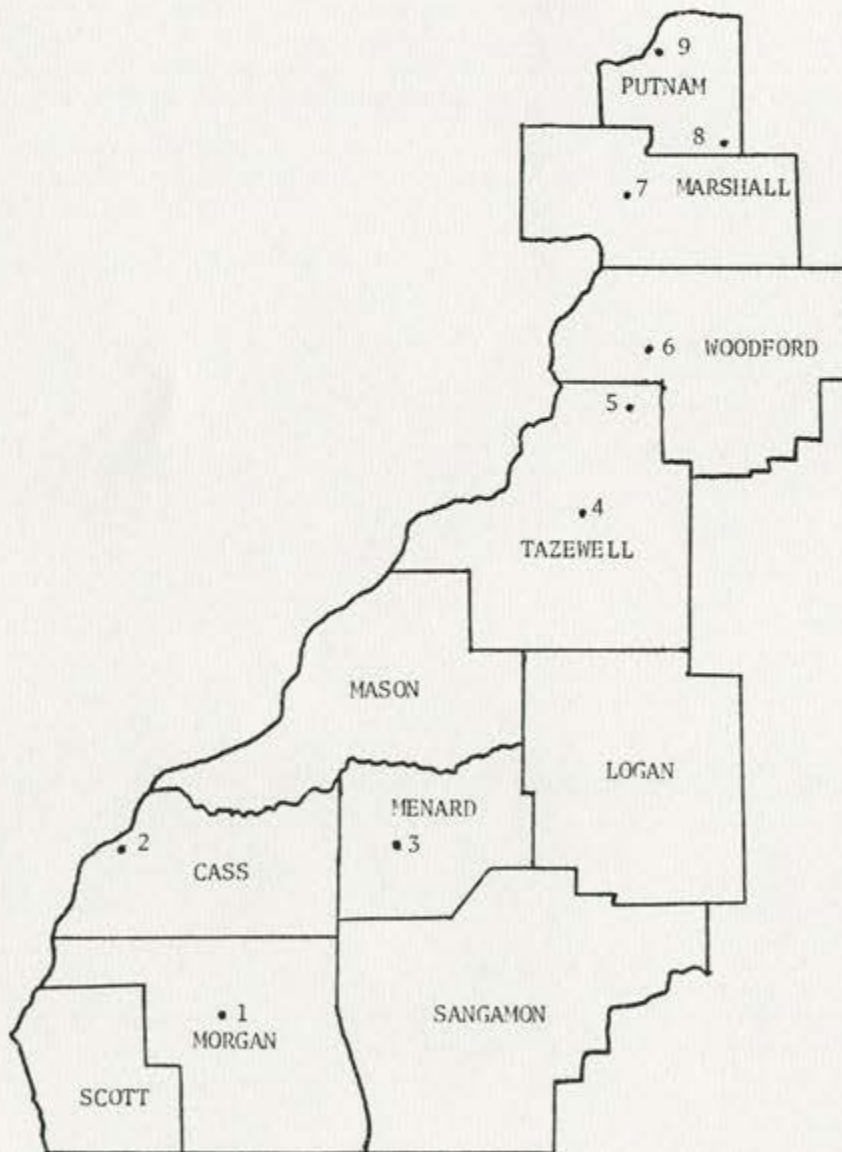 9
PUTNAM
8
7 MARSHALL
6 WOODFORD
5
4
TAZEWELL
MASON
LOGAN
MENARD
2
3
CASS
1
MORGAN
SANGAMON
SCOTT